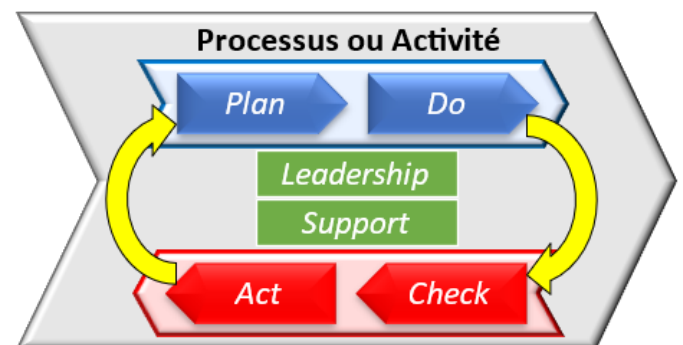 Processus ou Activité
Plan
Do
Leadership
Support
Act
Check